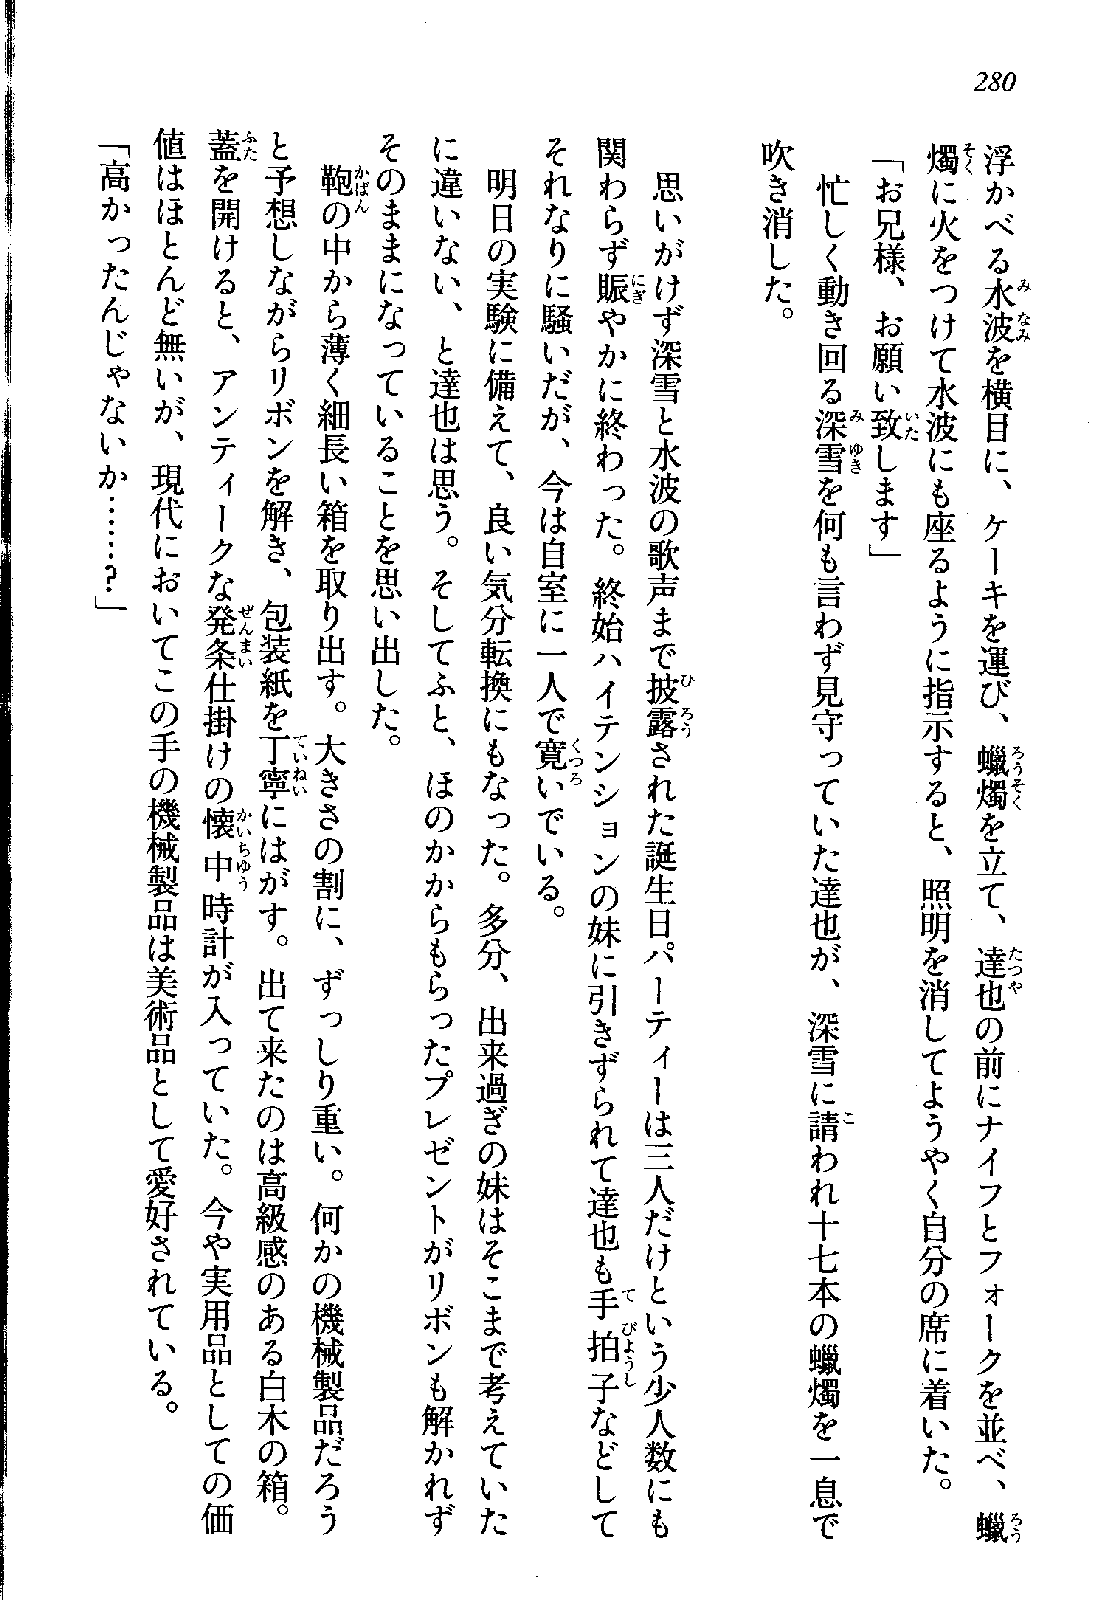 280
浮かべる水波を横目に、ケーキを運び、蠟燭を立て、達也の前にナイフとフォークを並べ、蠟
燭に火をつけて水波にも座るように指示すると、照明を消してようやく自分の席に着いた。
「お兄様、お願い致します」
忙しく動き回る深雪を何も言わず見守っていた達也が、深雪に請われ十七本の蠟燭を一息で
吹き消した。
思いがけず深雪と水波の歌声まで披露された誕生日パーティーは三人だけという少人数にも
関わらず賑やかに終わった。終始ハイテンションの妹に引きずられて達也も手拍子などして
それなりに騒いだが、今は自室に一人で寛いでいる。
明日の実験に備えて、良い気分転換にもなった。多分、出来過ぎの妹はそこまで考えていた
に違いない、と達也は思う。そしてふと、ほのかからもらったプレゼントがリボンも解かれず
そのままになっていることを思い出した。
鞄の中から薄く細長い箱を取り出す。大きさの割に、ずっしり重い。何かの機械製品だろう
と予想しながらリボンを解き、包装紙を丁寧にはがす。出て来たのは高級感のある白木の箱。
蓋を開けると、アンティークな発条仕掛けの懐中時計が入っていた。今や実用品としての価
値はほとんど無いが、現代においてこの手の機械製品は美術品として愛好されている。
「高かったんじゃないか……？」